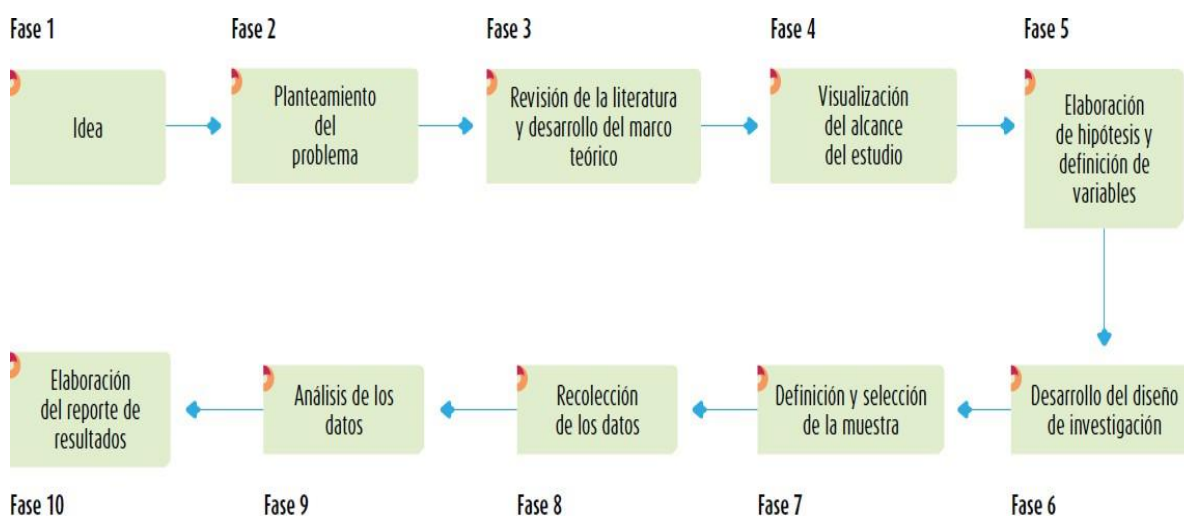 Fase 1
Fase 2
Fase 3
Fase 4
Fase 5
Idea
Planteamiento
del
problema
Revisión de la literatura
y desarrollo del marco
teórico
Visualización
del alcance
del estudio
Elaboración
de hipótesis y
definición de
variables
Elaboración
del reporte de
resultados
Análisis de los
datos
Recolección
de los datos
Definición y selección
de la muestra
Desarrollo del diseño
de investigación
Fase 10
Fase 9
Fase 8
Fase 7
Fase 6